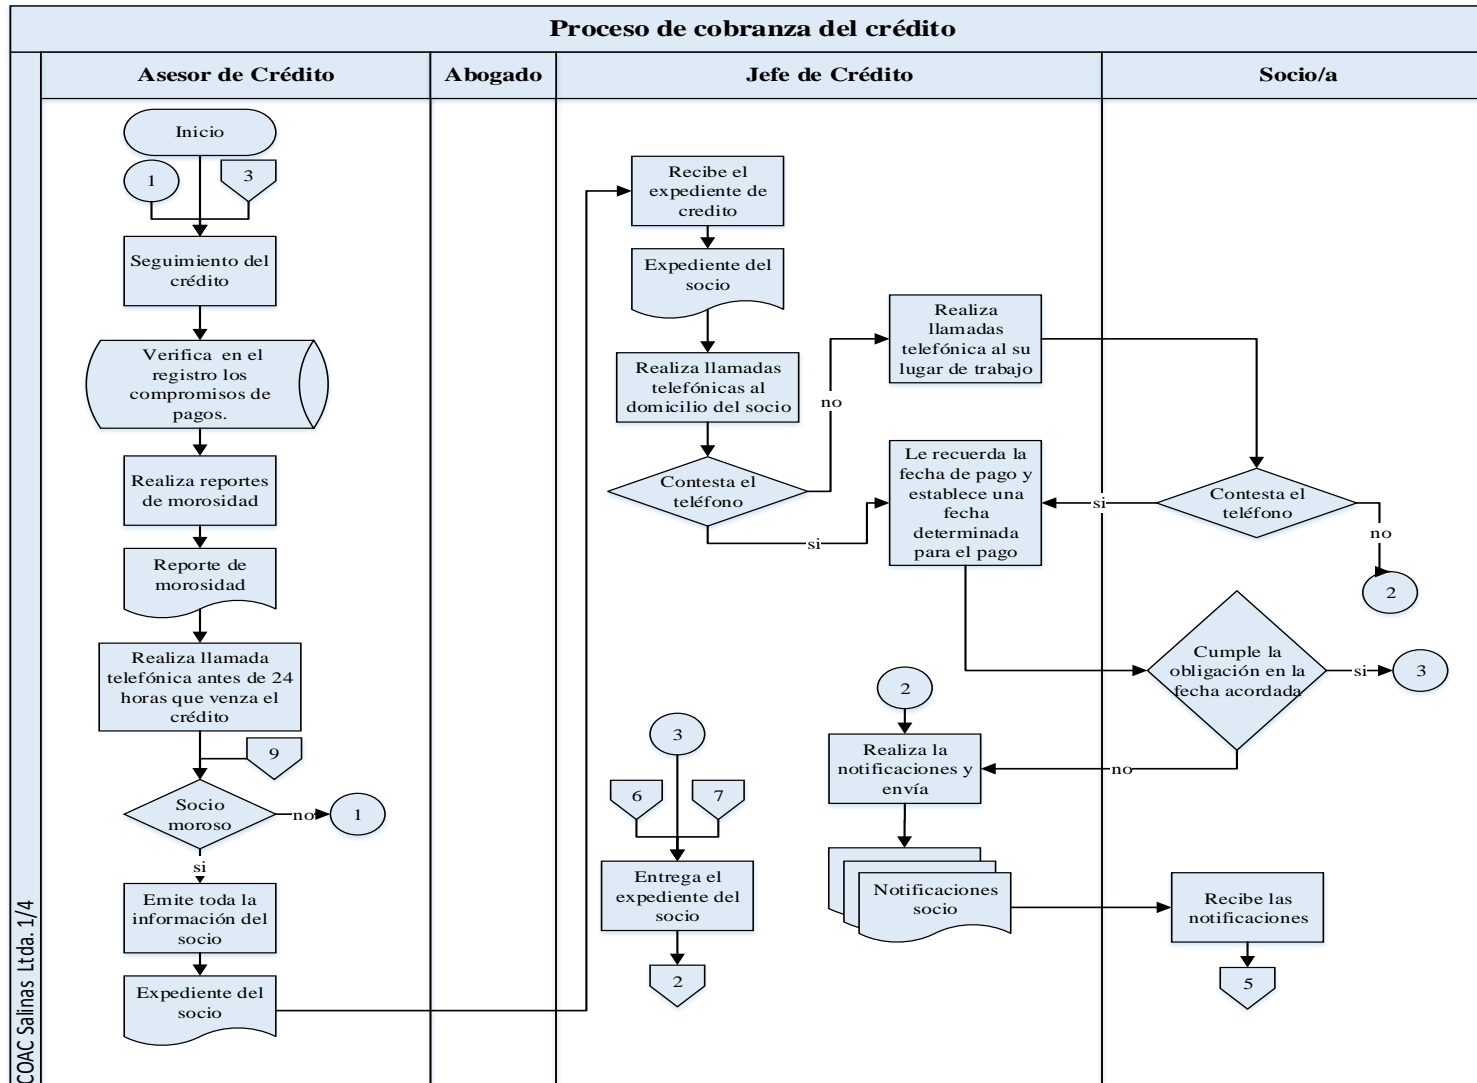 Proceso de cobranza del crédito
Asesor de Crédito
Abogado
Jefe de Crédito
Socio/a
COAC Salinas Ltda. 1/4
Inicio
1
3
Seguimiento del
crédito
Verifica en el
registro los
compromisos de
pagos.
Realiza reportes
de morosidad
Reporte de
morosidad
Realiza llamada
telefónica antes de 24
horas que venza el
crédito
9
Socio
moroso
no
1
si
Emite toda la
información del
socio
Expediente del
socio
Recibe el
expediente de
credito
Expediente del
socio
Realiza llamadas
telefónicas al
domicilio del socio
Contesta el
teléfono
no
si
Realiza
llamadas
telefónica al su
lugar de trabajo
Le recuerda la
fecha de pago y
establece una
fecha
determinada
para el pago
Contesta el
teléfono
si
no
2
Cumple la
obligación en la
fecha acordada
si
3
no
2
Realiza la
notificaciones y
envía
Notificaciones
socio
3
6
7
Entrega el
expediente del
socio
2
Recibe las
notificaciones
5